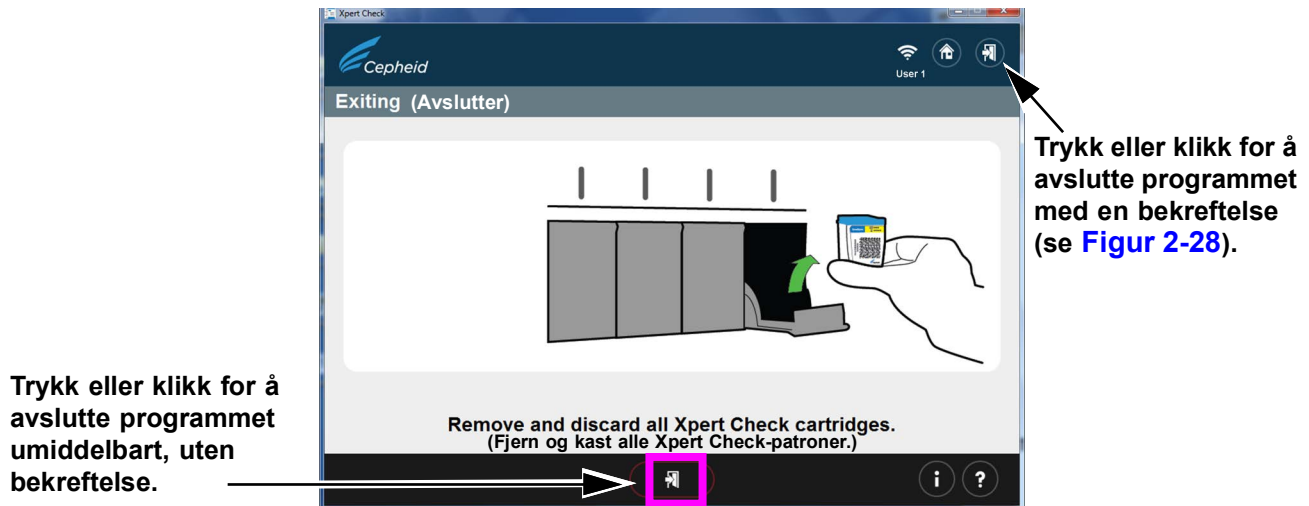 Xpert Check
Cepheid
User 1
Exiting (Avslutter)
Trykk eller klikk for å
avslutte programmet
med en bekreftelse
(se Figur 2-28).
Trykk eller klikk for å
avslutte programmet
umiddelbart, uten
bekreftelse.
Remove and discard all Xpert Check cartridges.
(Fjern og kast alle Xpert Check-patroner.)
i ?